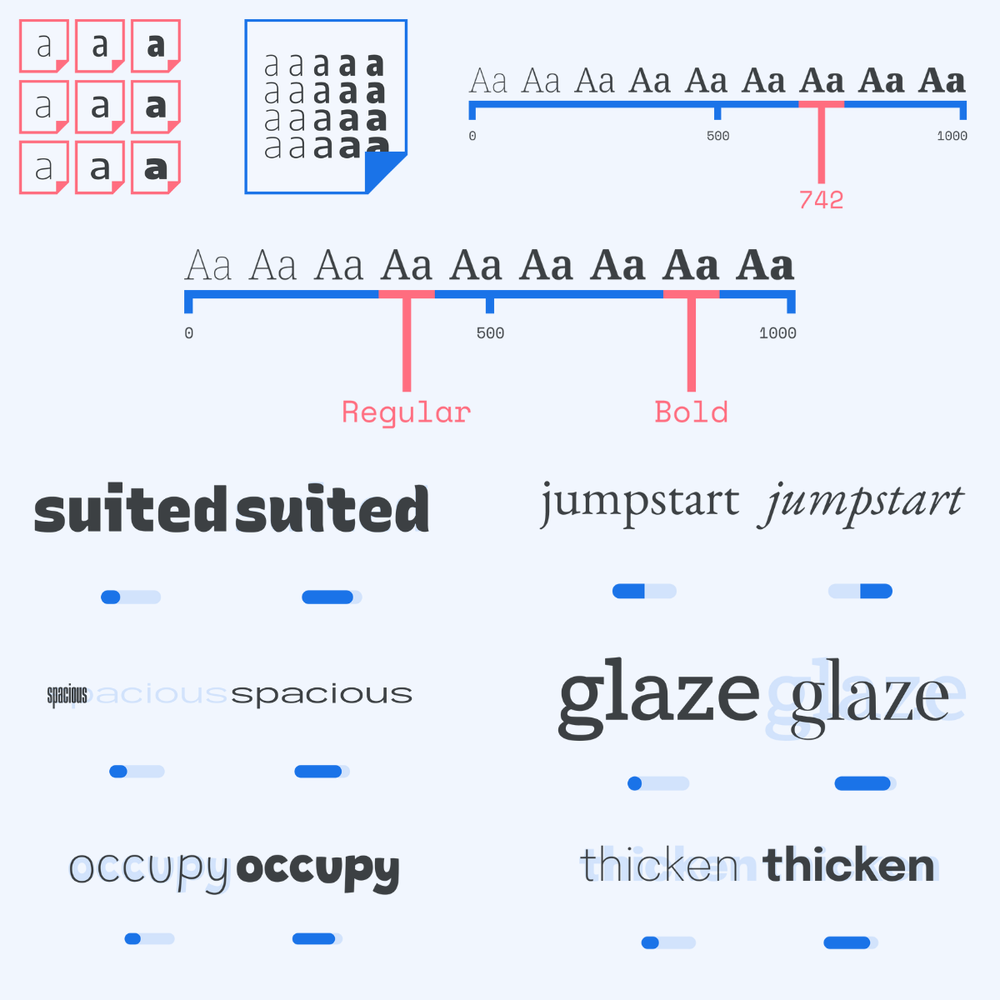 a a a
a a a
a a a
a a a a a
a a a a a
a a a a a
a a a a a
Aa Aa Aa Aa Aa Aa Aa Aa Aa
0 500 1000
742
Aa Aa Aa Aa Aa Aa Aa Aa Aa
0 500 1000
Regular Bold
suited suited
jumpstart jumpstart
spacious spacious spacious
glaze glaze glaze
occupy occupy
thicken thicken